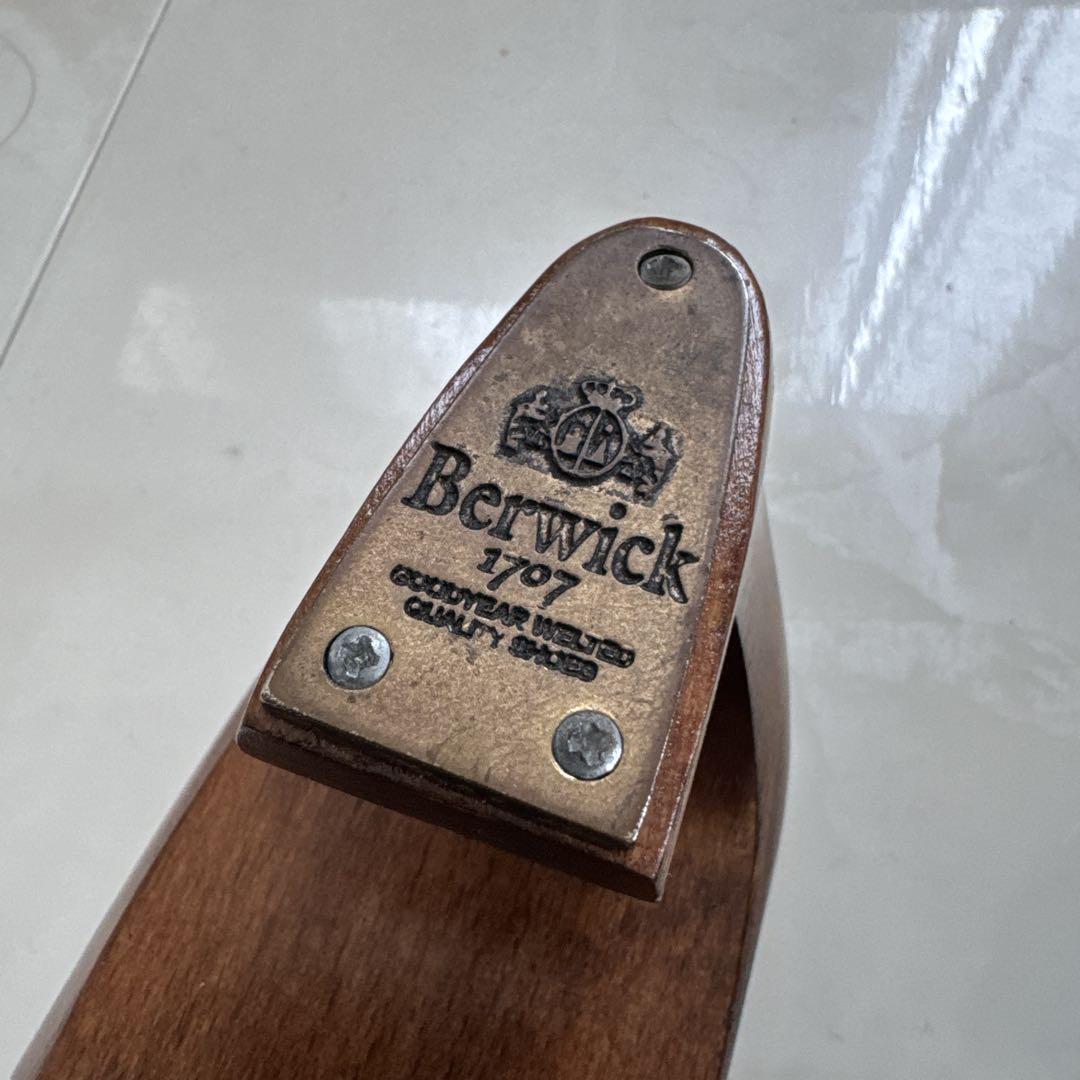 Berwick
1707
GOODYEAR WELTED
QUALITY SHOES